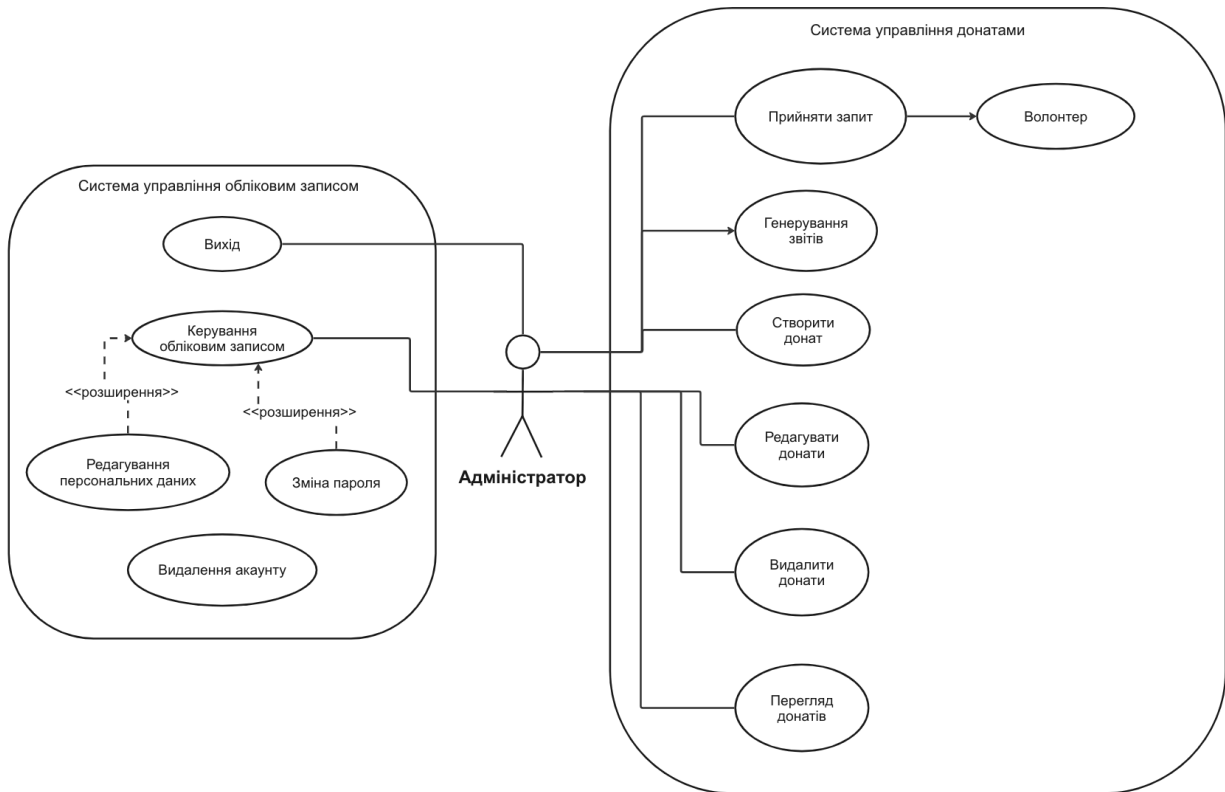 Система управління донатами
Прийняти запит
Волонтер
Система управління обліковим записом
Вихід
Генерування
звітів
Керування
обліковим записом
Створити
донат
<<розширення>>
<<розширення>>
Редагування
персональних даних
Зміна пароля
Адміністратор
Редагувати
донати
Видалення акаунту
Видалити
донати
Перегляд
донатів